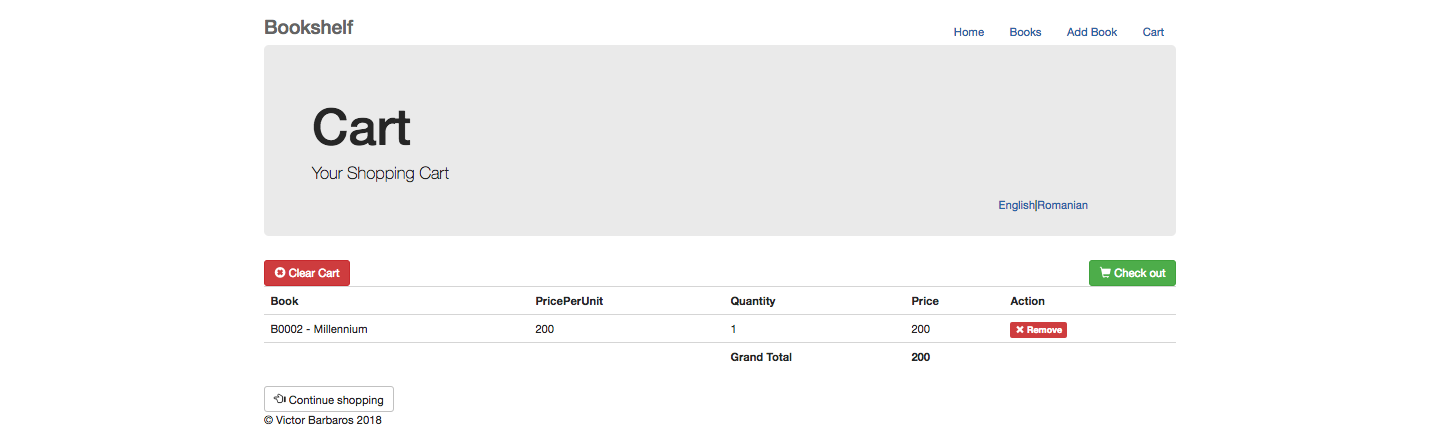 Bookshelf
Home Books Add Book Cart
Cart
Your Shopping Cart
English|Romanian
Clear Cart
Check out
Book PricePerUnit Quantity Price Action
B0002 - Millennium 200 1 200 Remove
Grand Total 200
Continue shopping
© Victor Barbaros 2018